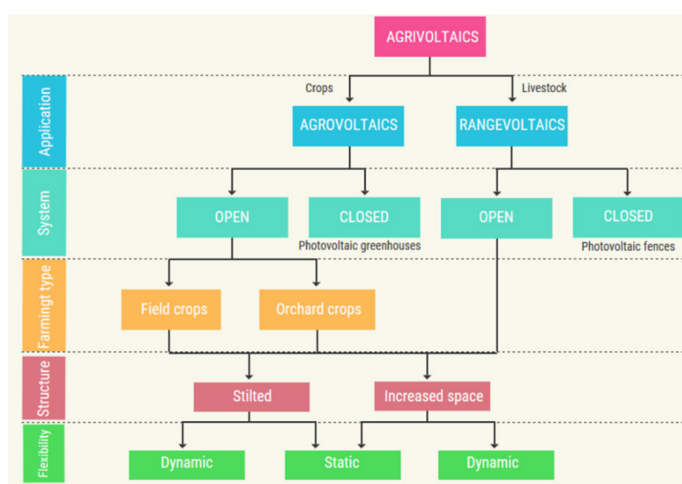 AGRIVOLTAICS
Crops
Livestock
Application
AGROVOLTAICS
RANGEVOLTAICS
System
OPEN
CLOSED
OPEN
CLOSED
Photovoltaic greenhouses
Photovoltaic fences
Farmingt type
Field crops
Orchard crops
Structure
Stilted
Increased space
Flexibility
Dynamic
Static
Dynamic